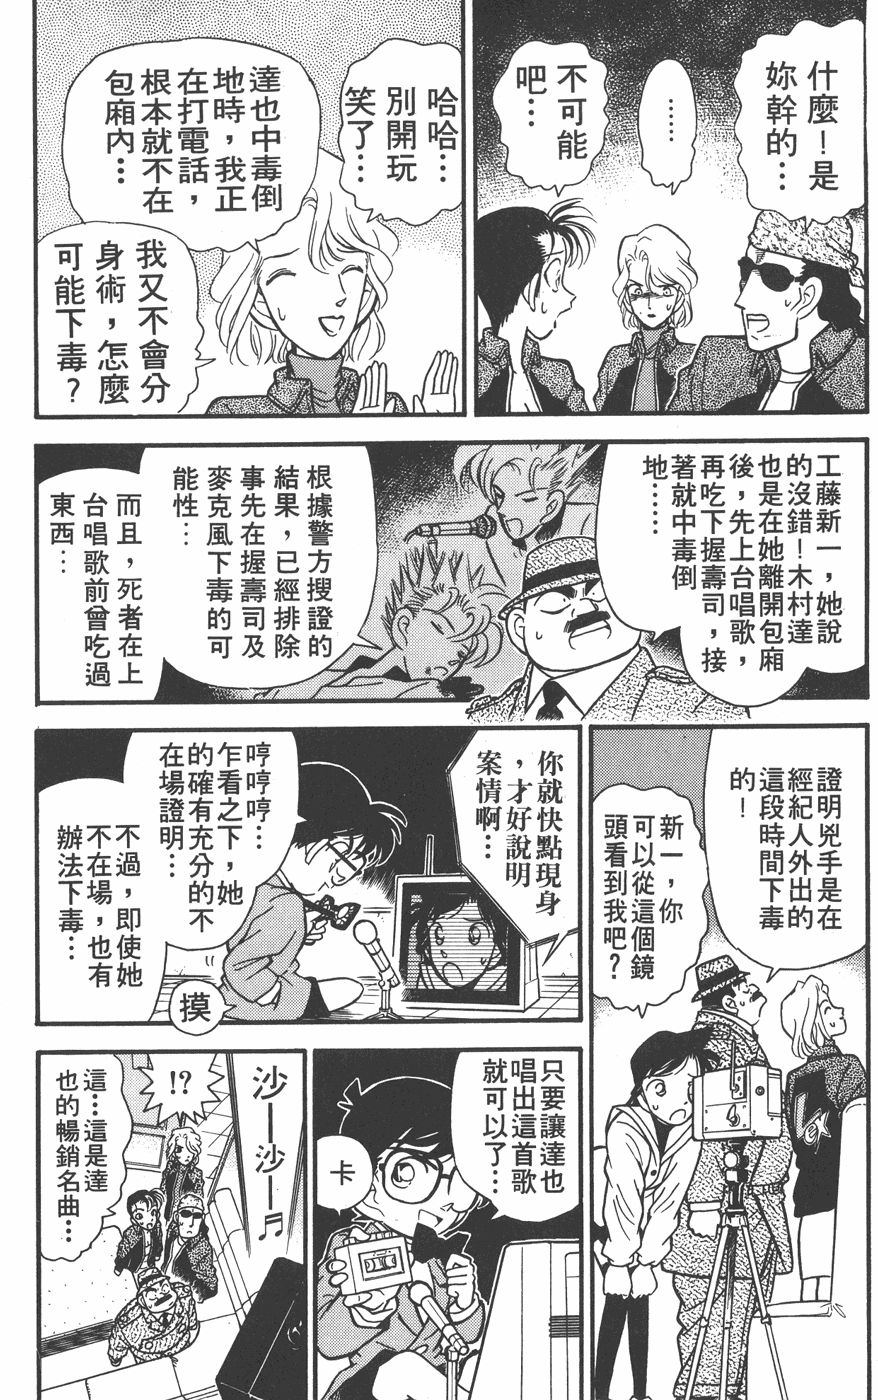 什麼！是
妳幹的…
……
不可能
吧…
哈哈…
別開玩
笑了…
達也中毒倒
地時，我正
在打電話，
根本就不在
包廂內…
我又不會分
身術，怎麼
可能下毒？
工藤新一，她說
的沒錯！木村達
也是在她離開包廂
後，先上台唱歌，
再吃下握壽司，接
著就中毒倒
地……
根據警方搜證的
結果，已經排除
事先在握壽司及
麥克風下毒的可
能性…
而且，死者在上
台唱歌前曾吃過
東西…
證明兇手是在
經紀人外出的
這段時間下毒
的！
新一，你
可以從這個鏡
頭看到我吧？
你就快點現身
，才好說明
案情啊…
哼哼哼…
乍看之下，她
的確有充分的不
在場證明…
不過，即使她
不在場，也有
辦法下毒…
摸
只要讓達也
唱出這首歌
就可以了…
卡
沙—沙—♬
!?
這…這是達
也的暢銷名曲…